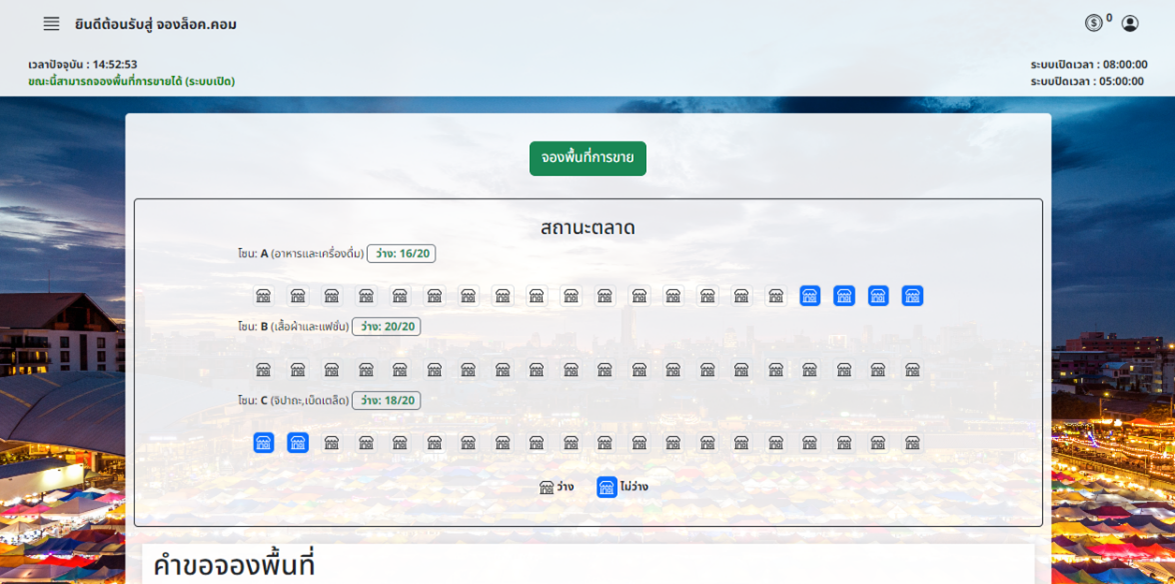 ยินดีต้อนรับสู่ จองล็อค.คอม
0
เวลาปัจจุบัน : 14:52:53
ระบบเปิดเวลา : 08:00:00
ขณะนี้สามารถจองพื้นที่การขายได้ (ระบบเปิด)
ระบบปิดเวลา : 05:00:00
จองพื้นที่การขาย
สถานะตลาด
โซน: A (อาหารและเครื่องดื่ม) ว่าง: 16/20
โซน: B (เสื้อผ้าและแฟชั่น) ว่าง: 20/20
โซน: C (จิปาถะ,เบ็ดเตล็ด) ว่าง: 18/20
ว่าง ไม่ว่าง
คำขอจองพื้นที่